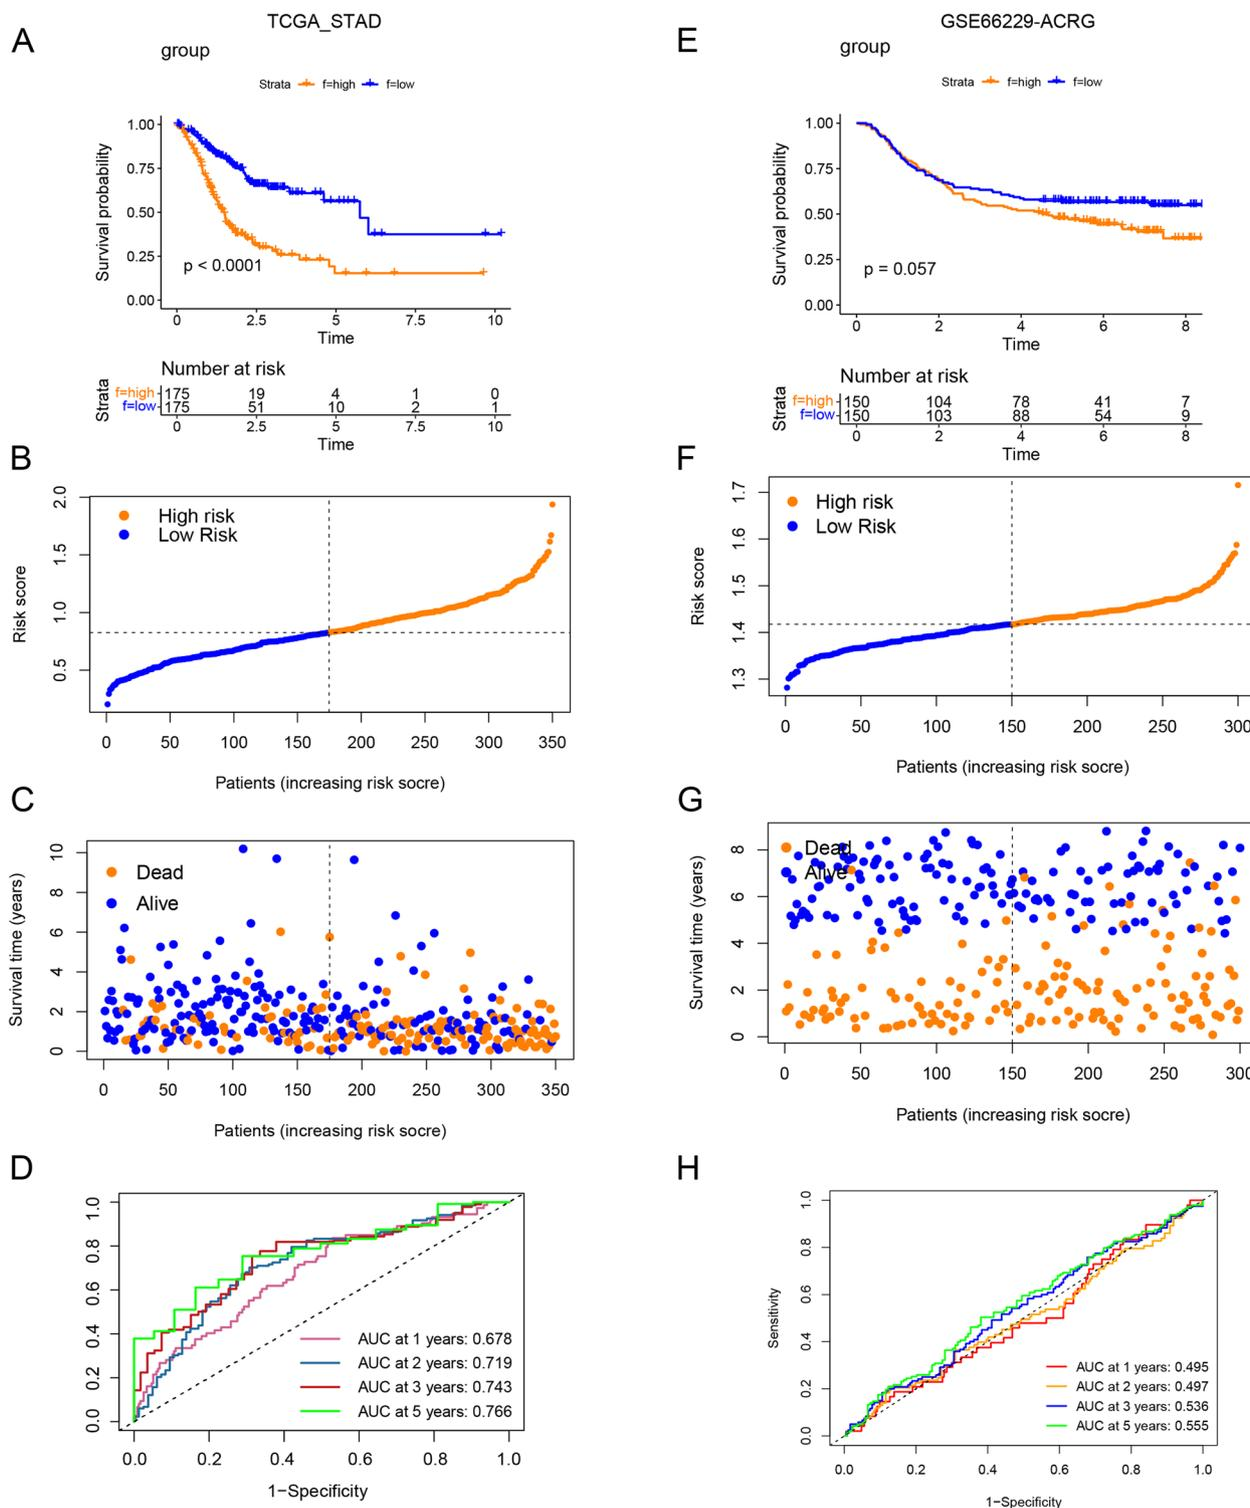 TCGA_STAD
A
group
Strata f=high f=low
Survival probability
1.00
0.75
0.50
0.25
0.00
p < 0.0001
0 2.5 5 7.5 10
Time
Number at risk
Strata
f=high 175 19 4 1 0
f=low 175 51 10 2 1
0 2.5 5 7.5 10
Time
B
Risk score
2.0
1.5
1.0
0.5
High risk
Low Risk
0 50 100 150 200 250 300 350
Patients (increasing risk socre)
C
Survival time (years)
10
8
6
4
2
0
Dead
Alive
0 50 100 150 200 250 300 350
Patients (increasing risk socre)
D
1.0
0.8
0.6
0.4
0.2
0.0
AUC at 1 years: 0.678
AUC at 2 years: 0.719
AUC at 3 years: 0.743
AUC at 5 years: 0.766
0.0 0.2 0.4 0.6 0.8 1.0
1−Specificity
GSE66229-ACRG
E
group
Strata f=high f=low
Survival probability
1.00
0.75
0.50
0.25
0.00
p = 0.057
0 2 4 6 8
Time
Number at risk
Strata
f=high 150 104 78 41 7
f=low 150 103 88 54 9
0 2 4 6 8
Time
F
Risk score
1.7
1.6
1.5
1.4
1.3
High risk
Low Risk
0 50 100 150 200 250 300
Patients (increasing risk socre)
G
Survival time (years)
8
6
4
2
0
Dead
Alive
0 50 100 150 200 250 300
Patients (increasing risk socre)
H
Sensitivity
1.0
0.8
0.6
0.4
0.2
0.0
AUC at 1 years: 0.495
AUC at 2 years: 0.497
AUC at 3 years: 0.536
AUC at 5 years: 0.555
0.0 0.2 0.4 0.6 0.8 1.0
1−Specificity